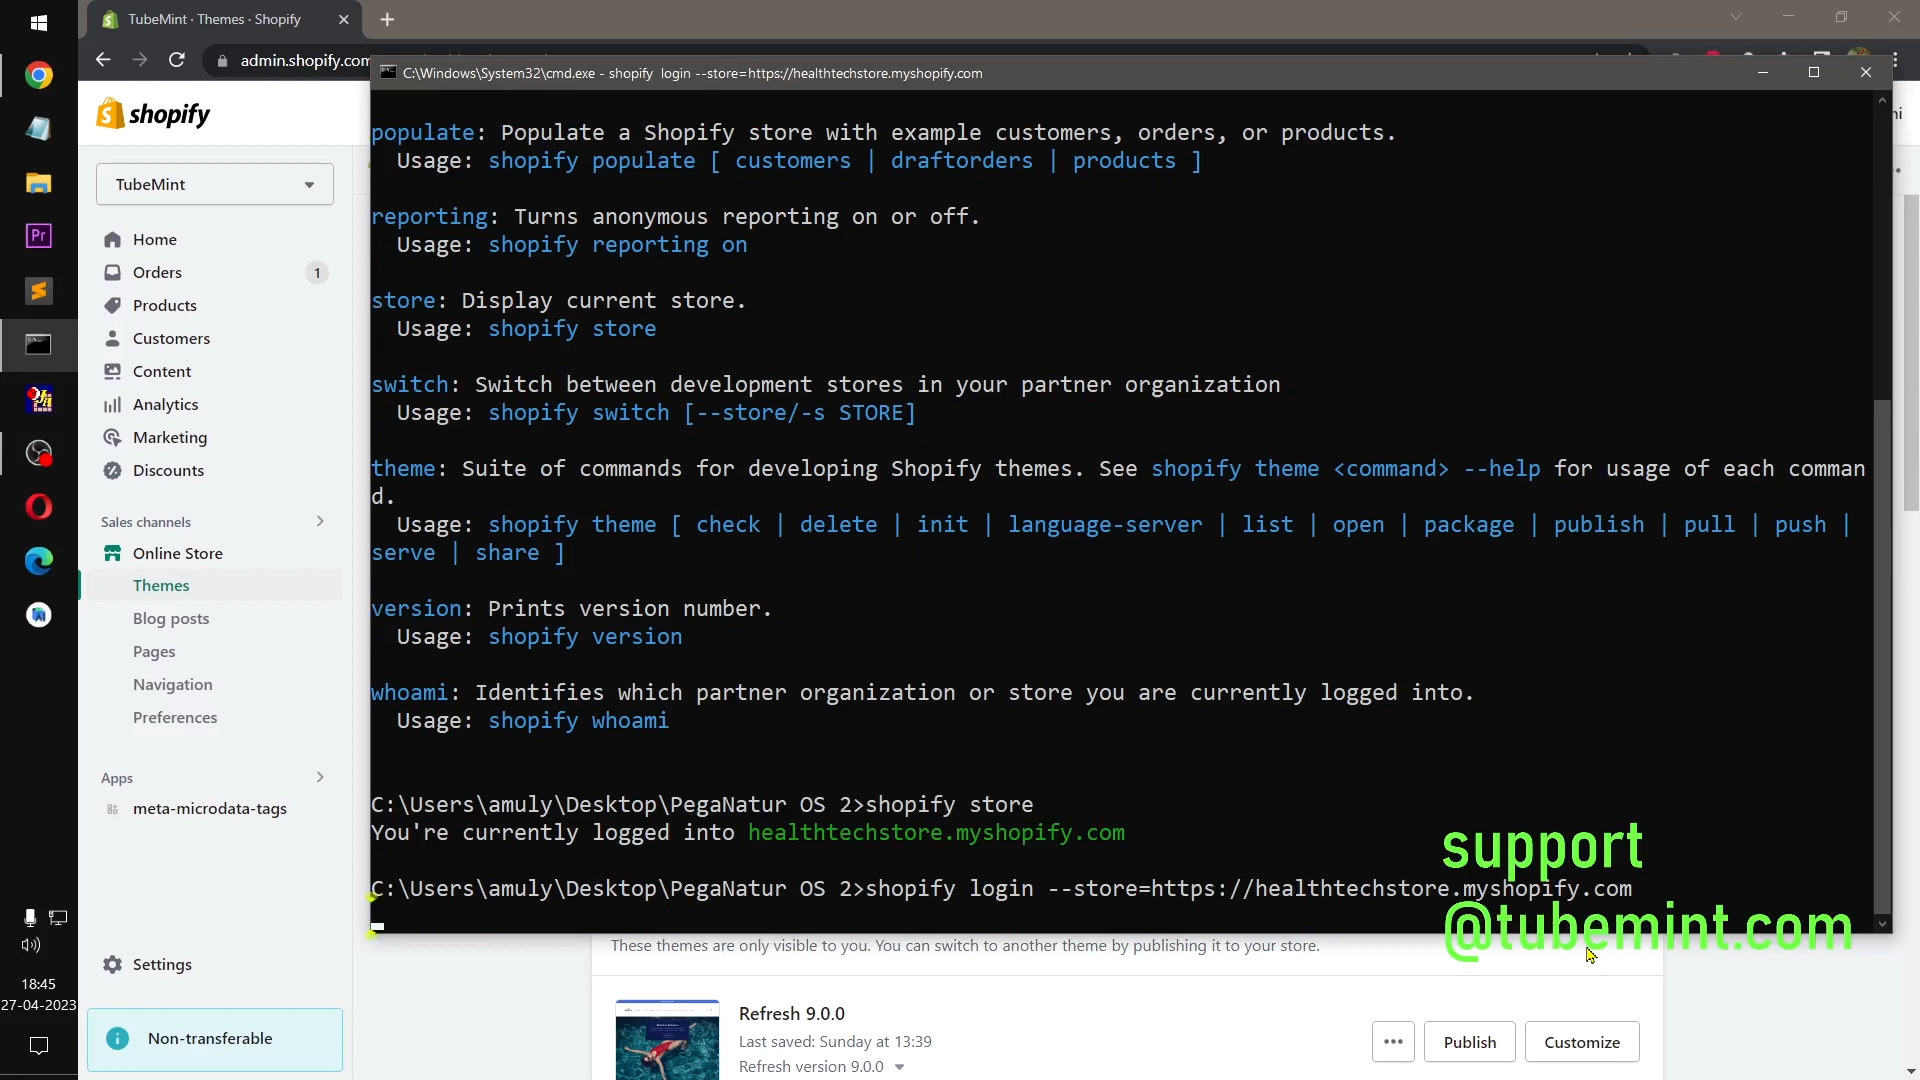 TubeMint · Themes · Shopify
admin.shopify.com
C:\Windows\System32\cmd.exe - shopify login --store=https://healthtechstore.myshopify.com
shopify
TubeMint
Home
Orders
1
Products
Customers
Content
Analytics
Marketing
Discounts
Sales channels
Online Store
Themes
Blog posts
Pages
Navigation
Preferences
Apps
meta-microdata-tags
Settings
Non-transferable
Pr
18:45
27-04-2023
populate: Populate a Shopify store with example customers, orders, or products.
Usage: shopify populate [ customers | draftorders | products ]
reporting: Turns anonymous reporting on or off.
Usage: shopify reporting on
store: Display current store.
Usage: shopify store
switch: Switch between development stores in your partner organization
Usage: shopify switch [--store/-s STORE]
theme: Suite of commands for developing Shopify themes. See shopify theme <command> --help for usage of each comman
d.
Usage: shopify theme [ check | delete | init | language-server | list | open | package | publish | pull | push |
serve | share ]
version: Prints version number.
Usage: shopify version
whoami: Identifies which partner organization or store you are currently logged into.
Usage: shopify whoami
C:\Users\amuly\Desktop\PegaNatur OS 2>shopify store
You're currently logged into healthtechstore.myshopify.com
C:\Users\amuly\Desktop\PegaNatur OS 2>shopify login --store=https://healthtechstore.myshopify.com
support
@tubemint.com
These themes are only visible to you. You can switch to another theme by publishing it to your store.
Refresh 9.0.0
Last saved: Sunday at 13:39
Refresh version 9.0.0
Publish
Customize